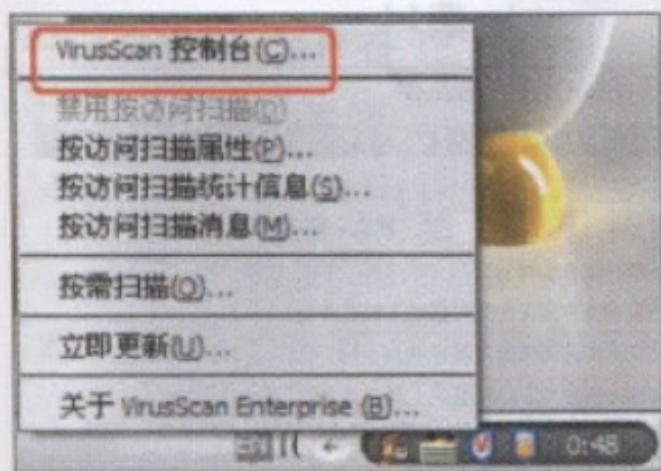 VirusScan 控制台(C)...
禁用按访问扫描(D)
按访问扫描属性(P)...
按访问扫描统计信息(S)...
按访问扫描消息(M)...
按需扫描(O)...
立即更新(U)...
关于 VirusScan Enterprise (B)...
0:48